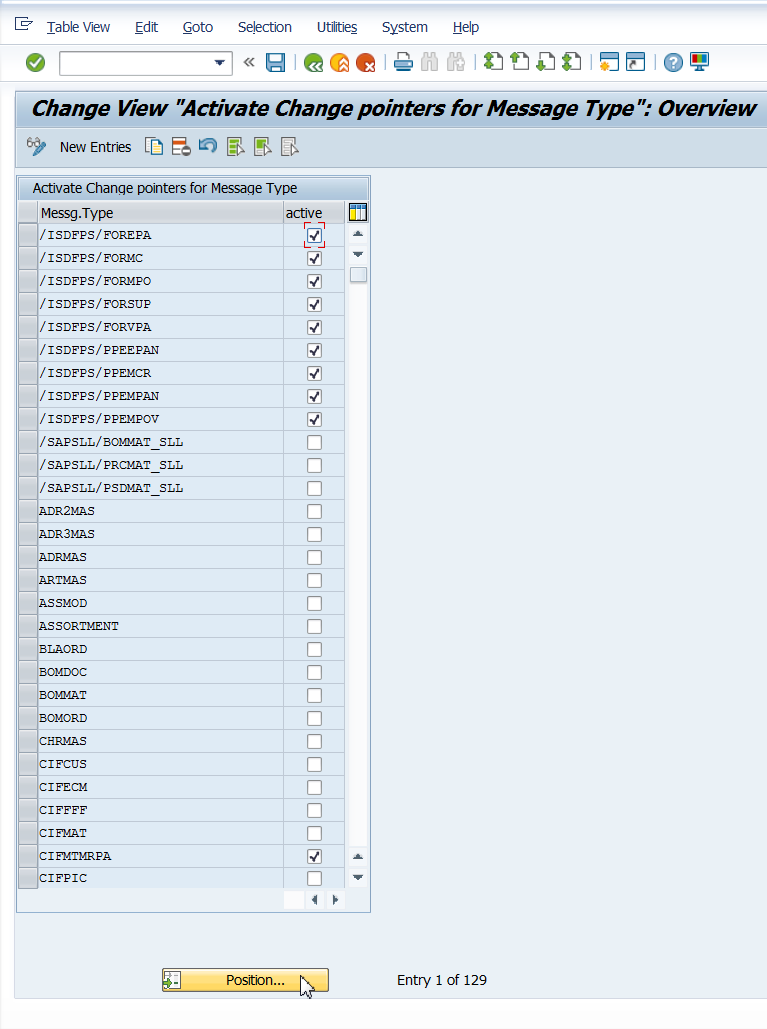 Table View Edit Goto Selection Utilities System Help
Change View "Activate Change pointers for Message Type": Overview
New Entries
Activate Change pointers for Message Type
Messg.Type active
/ISDFPS/FOREPA
/ISDFPS/FORMC
/ISDFPS/FORMPO
/ISDFPS/FORSUP
/ISDFPS/FORVPA
/ISDFPS/PPEEPAN
/ISDFPS/PPEMCR
/ISDFPS/PPEMPAN
/ISDFPS/PPEMPOV
/SAPSLL/BOMMAT_SLL
/SAPSLL/PRCMAT_SLL
/SAPSLL/PSDMAT_SLL
ADR2MAS
ADR3MAS
ADRMAS
ARTMAS
ASSMOD
ASSORTMENT
BLAORD
BOMDOC
BOMMAT
BOMORD
CHRMAS
CIFCUS
CIFECM
CIFFFF
CIFMAT
CIFMTMRPA
CIFPIC
Position... Entry 1 of 129